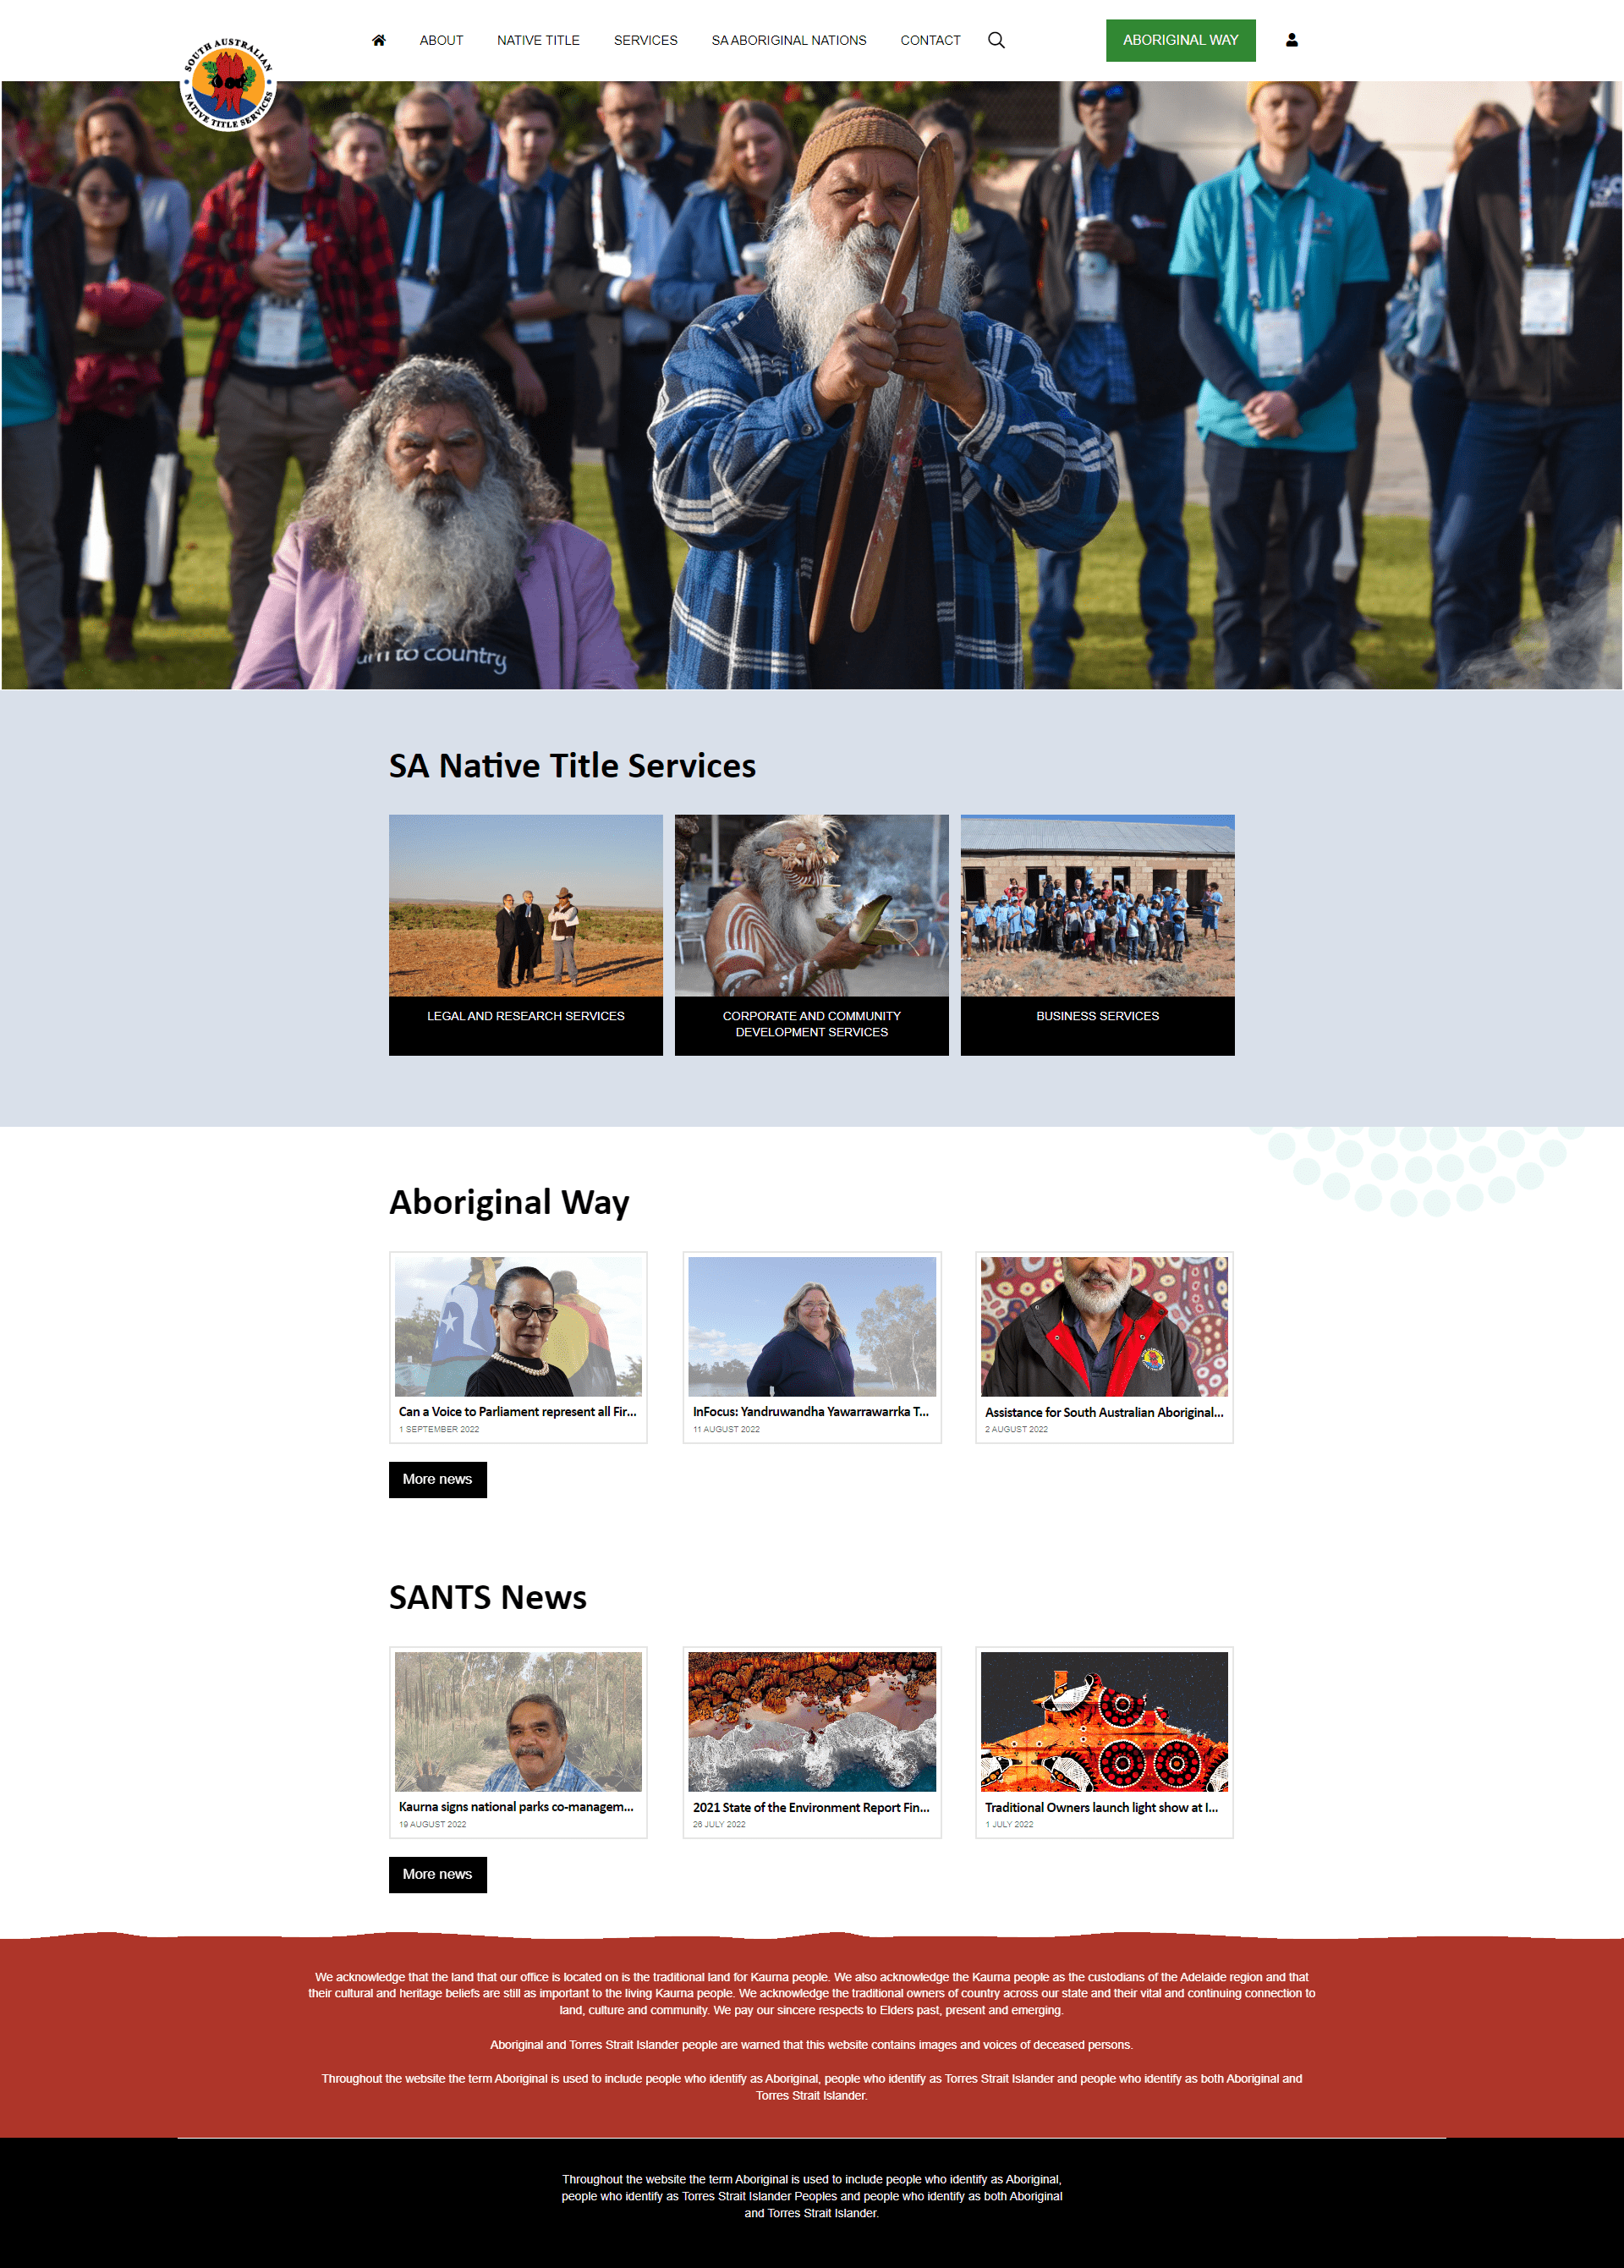 SOUTH AUSTRALIAN
NATIVE TITLE SERVICES
ABOUT
NATIVE TITLE
SERVICES
SA ABORIGINAL NATIONS
CONTACT
ABORIGINAL WAY
to country
SA Native Title Services
LEGAL AND RESEARCH SERVICES
CORPORATE AND COMMUNITY
DEVELOPMENT SERVICES
BUSINESS SERVICES
Aboriginal Way
Can a Voice to Parliament represent all Fir...
1 SEPTEMBER 2022
InFocus: Yandruwandha Yawarrawarrka T...
11 AUGUST 2022
Assistance for South Australian Aboriginal...
2 AUGUST 2022
More news
SANTS News
Kaurna signs national parks co-managem...
19 AUGUST 2022
2021 State of the Environment Report Fin...
26 JULY 2022
Traditional Owners launch light show at I...
1 JULY 2022
More news
We acknowledge that the land that our office is located on is the traditional land for Kaurna people. We also acknowledge the Kaurna people as the custodians of the Adelaide region and that
their cultural and heritage beliefs are still as important to the living Kaurna people. We acknowledge the traditional owners of country across our state and their vital and continuing connection to
land, culture and community. We pay our sincere respects to Elders past, present and emerging.
Aboriginal and Torres Strait Islander people are warned that this website contains images and voices of deceased persons.
Throughout the website the term Aboriginal is used to include people who identify as Aboriginal, people who identify as Torres Strait Islander and people who identify as both Aboriginal and
Torres Strait Islander.
Throughout the website the term Aboriginal is used to include people who identify as Aboriginal,
people who identify as Torres Strait Islander Peoples and people who identify as both Aboriginal
and Torres Strait Islander.